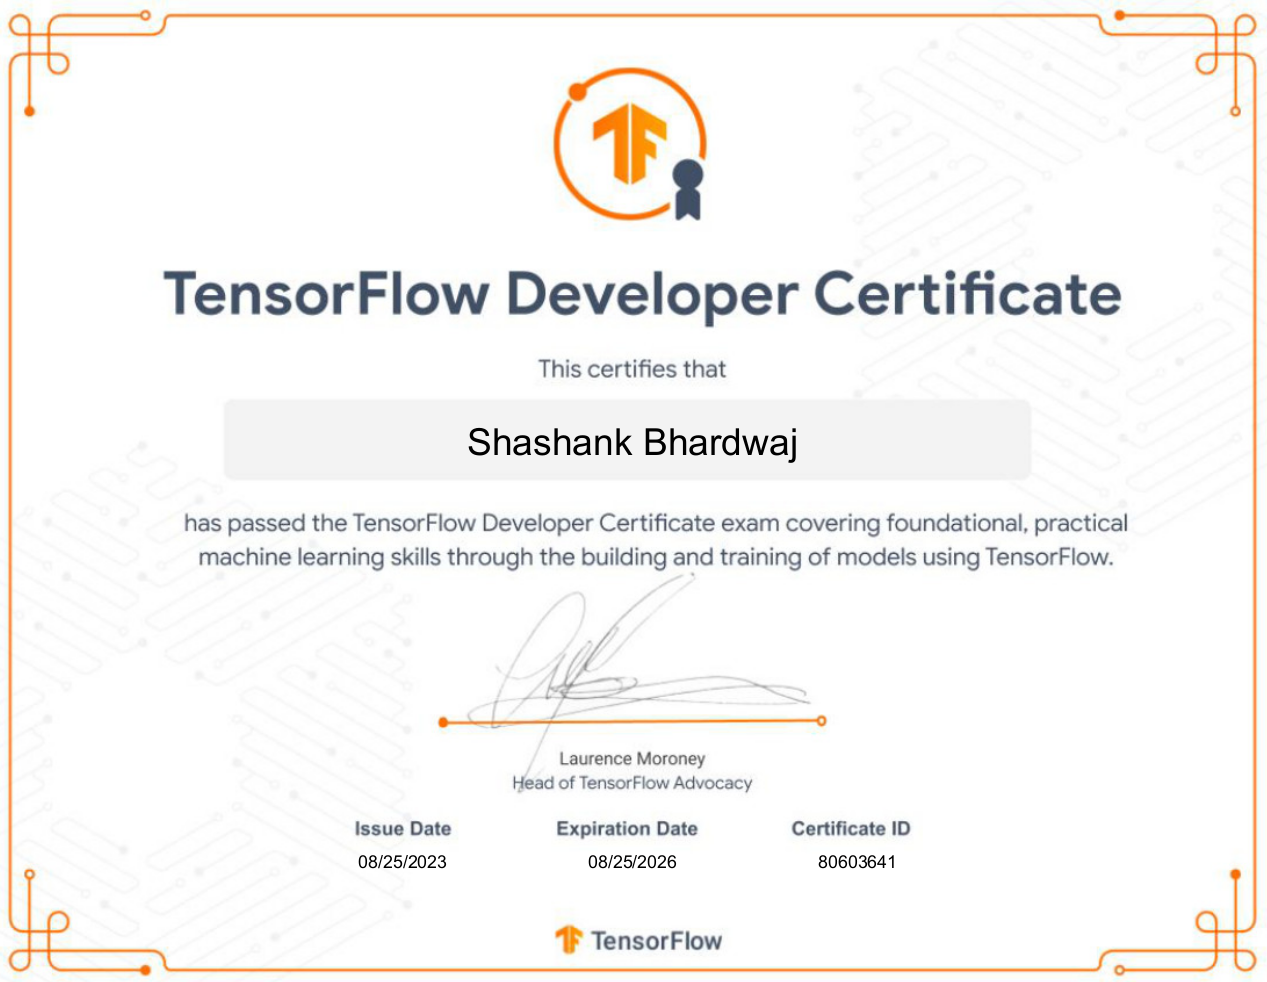 TensorFlow Developer Certificate
This certifies that
Shashank Bhardwaj
has passed the TensorFlow Developer Certificate exam covering foundational, practical
machine learning skills through the building and training of models using TensorFlow.
Laurence Moroney
Head of TensorFlow Advocacy
Issue Date Expiration Date Certificate ID
08/25/2023 08/25/2026 80603641
TensorFlow